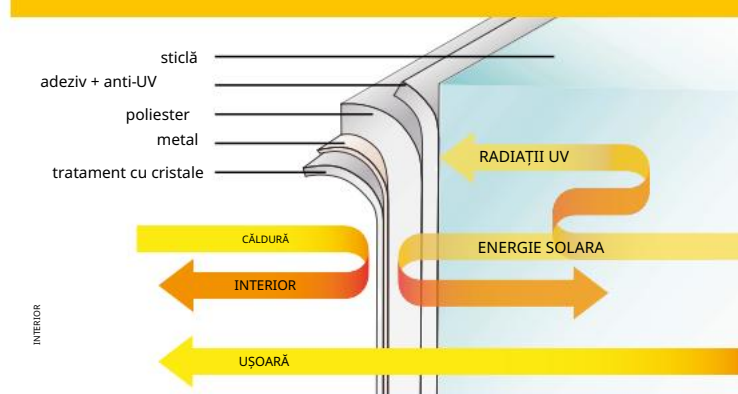 sticlă
adeziv + anti-UV
poliester
metal
tratament cu cristale
RADIAȚII UV
CĂLDURĂ
ENERGIE SOLARA
INTERIOR
INTERIOR
UȘOARĂ